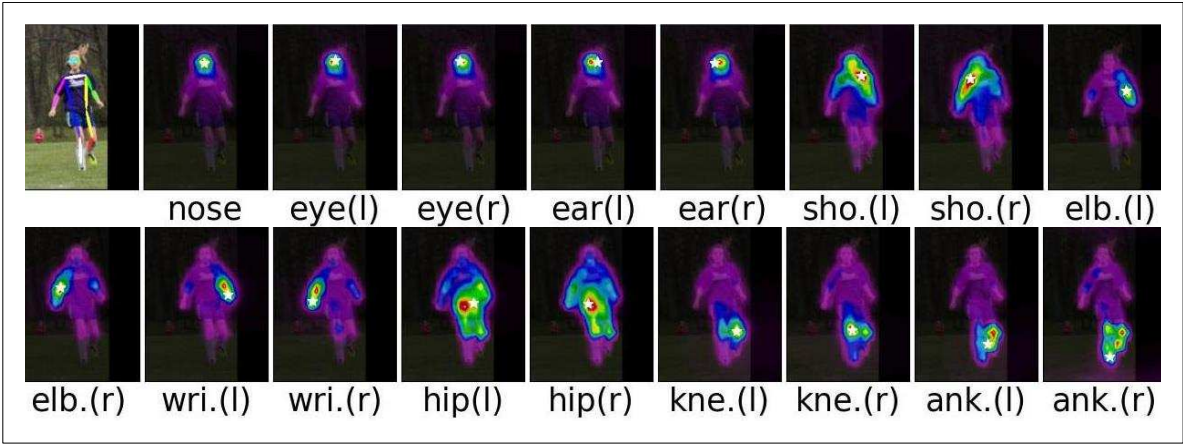 nose eye(l) eye(r) ear(l) ear(r) sho.(l) sho.(r) elb.(l)
elb.(r) wri.(l) wri.(r) hip(l) hip(r) kne.(l) kne.(r) ank.(l) ank.(r)